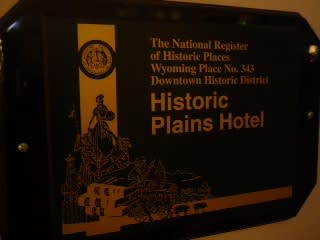 The National Register
of Historic Places
Wyoming Place No. 343
Downtown Historic District
Historic
Plains Hotel